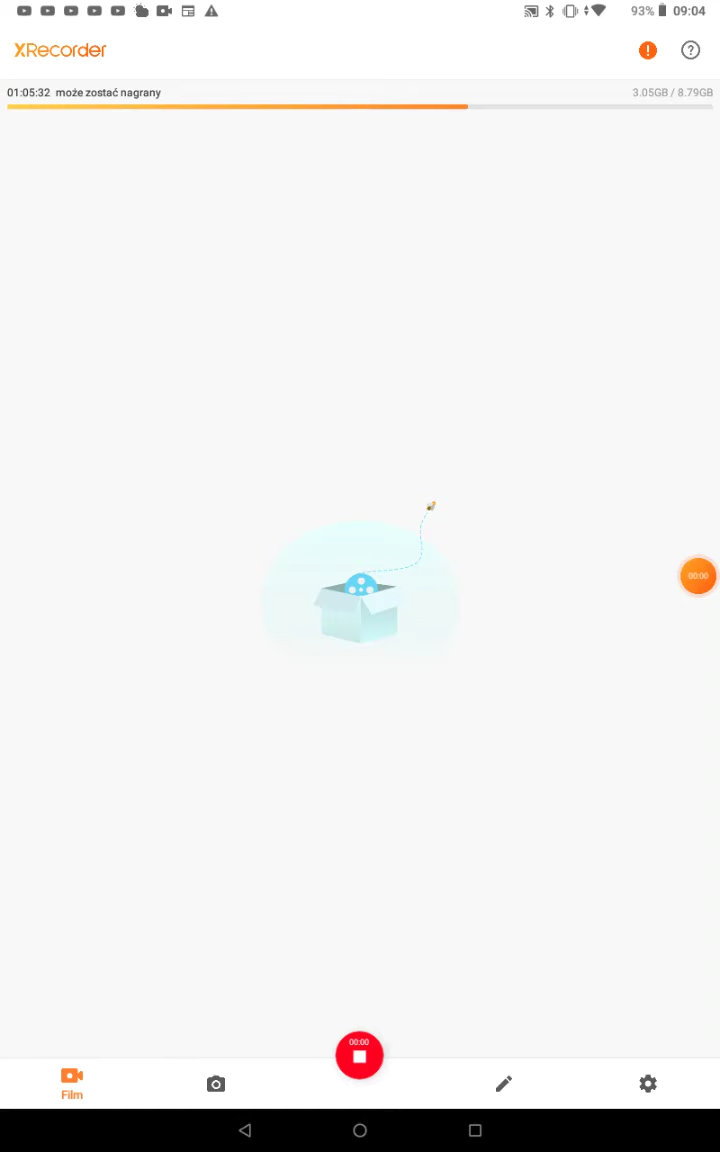 93% 09:04
XRecorder
01:05:32 może zostać nagrany 3.05GB / 8.79GB
00:00
00:00
Film